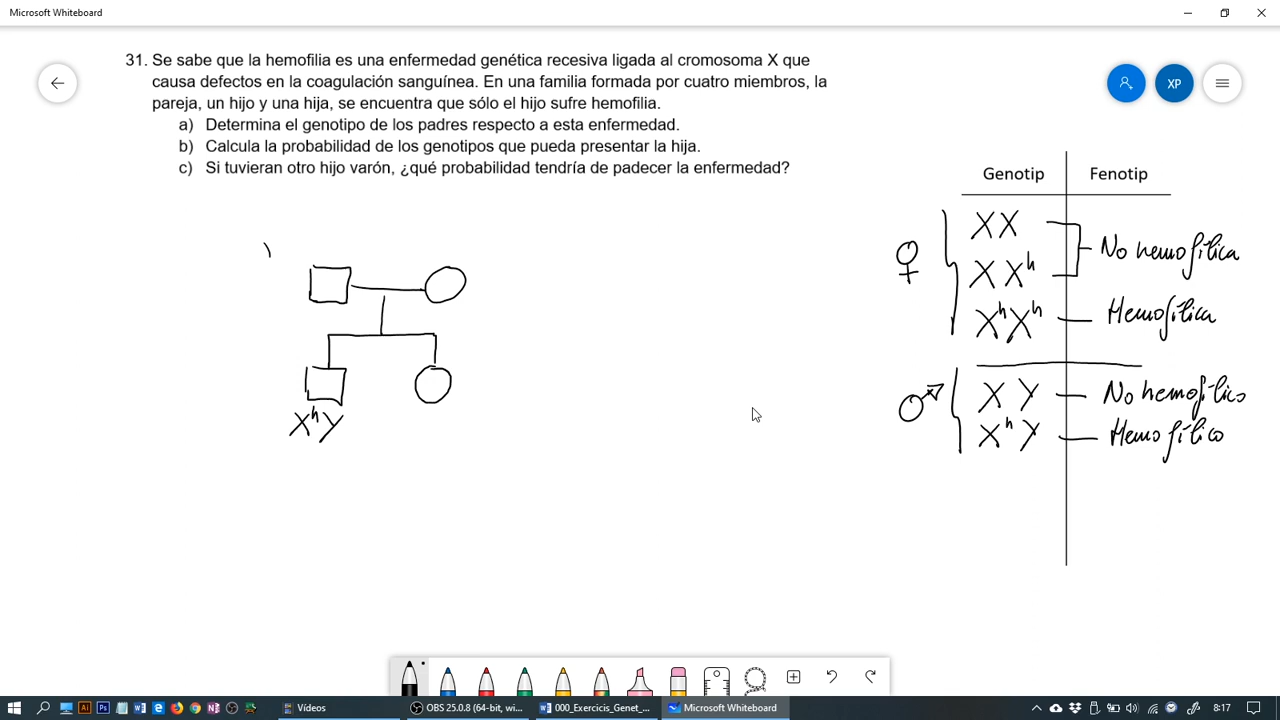 Microsoft Whiteboard
31. Se sabe que la hemofilia es una enfermedad genética recesiva ligada al cromosoma X que
causa defectos en la coagulación sanguínea. En una familia formada por cuatro miembros, la
pareja, un hijo y una hija, se encuentra que sólo el hijo sufre hemofilia.
a) Determina el genotipo de los padres respecto a esta enfermedad.
b) Calcula la probabilidad de los genotipos que pueda presentar la hija.
c) Si tuvieran otro hijo varón, ¿qué probabilidad tendría de padecer la enfermedad?
XP
Genotip Fenotip
♀ XX
No hemofílica
X Xʰ
XʰXʰ — Hemofílica
♂ X Y — No hemofílico
Xʰ Y — Hemofílico
XʰY
Vídeos
OBS 25.0.8 (64-bit, wi...
000_Exercicis_Genet_...
Microsoft Whiteboard
8:17